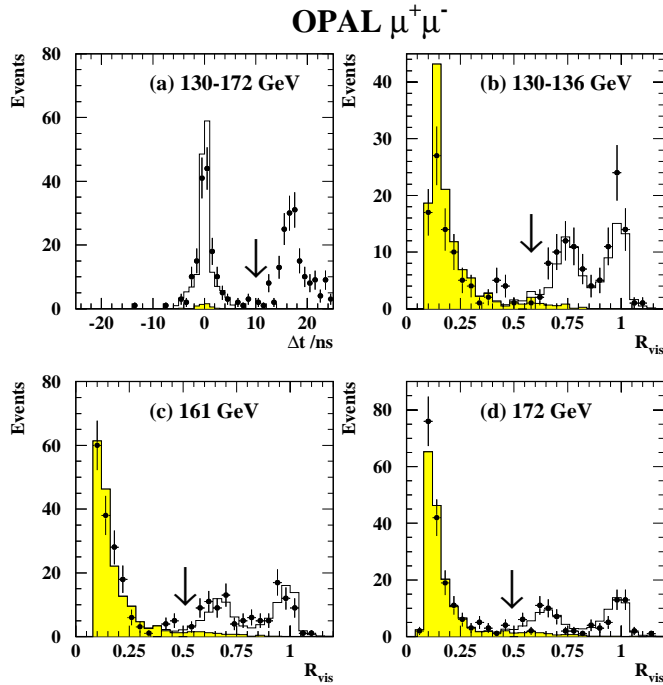 OPAL μ⁺μ⁻
Events
80
60
40
20
0
(a) 130-172 GeV
-20 -10 0 10 20
Δt /ns
Events
40
30
20
10
0
(b) 130-136 GeV
0 0.25 0.5 0.75 1
R_vis
Events
80
60
40
20
0
(c) 161 GeV
0 0.25 0.5 0.75 1
R_vis
Events
80
60
40
20
0
(d) 172 GeV
0 0.25 0.5 0.75 1
R_vis